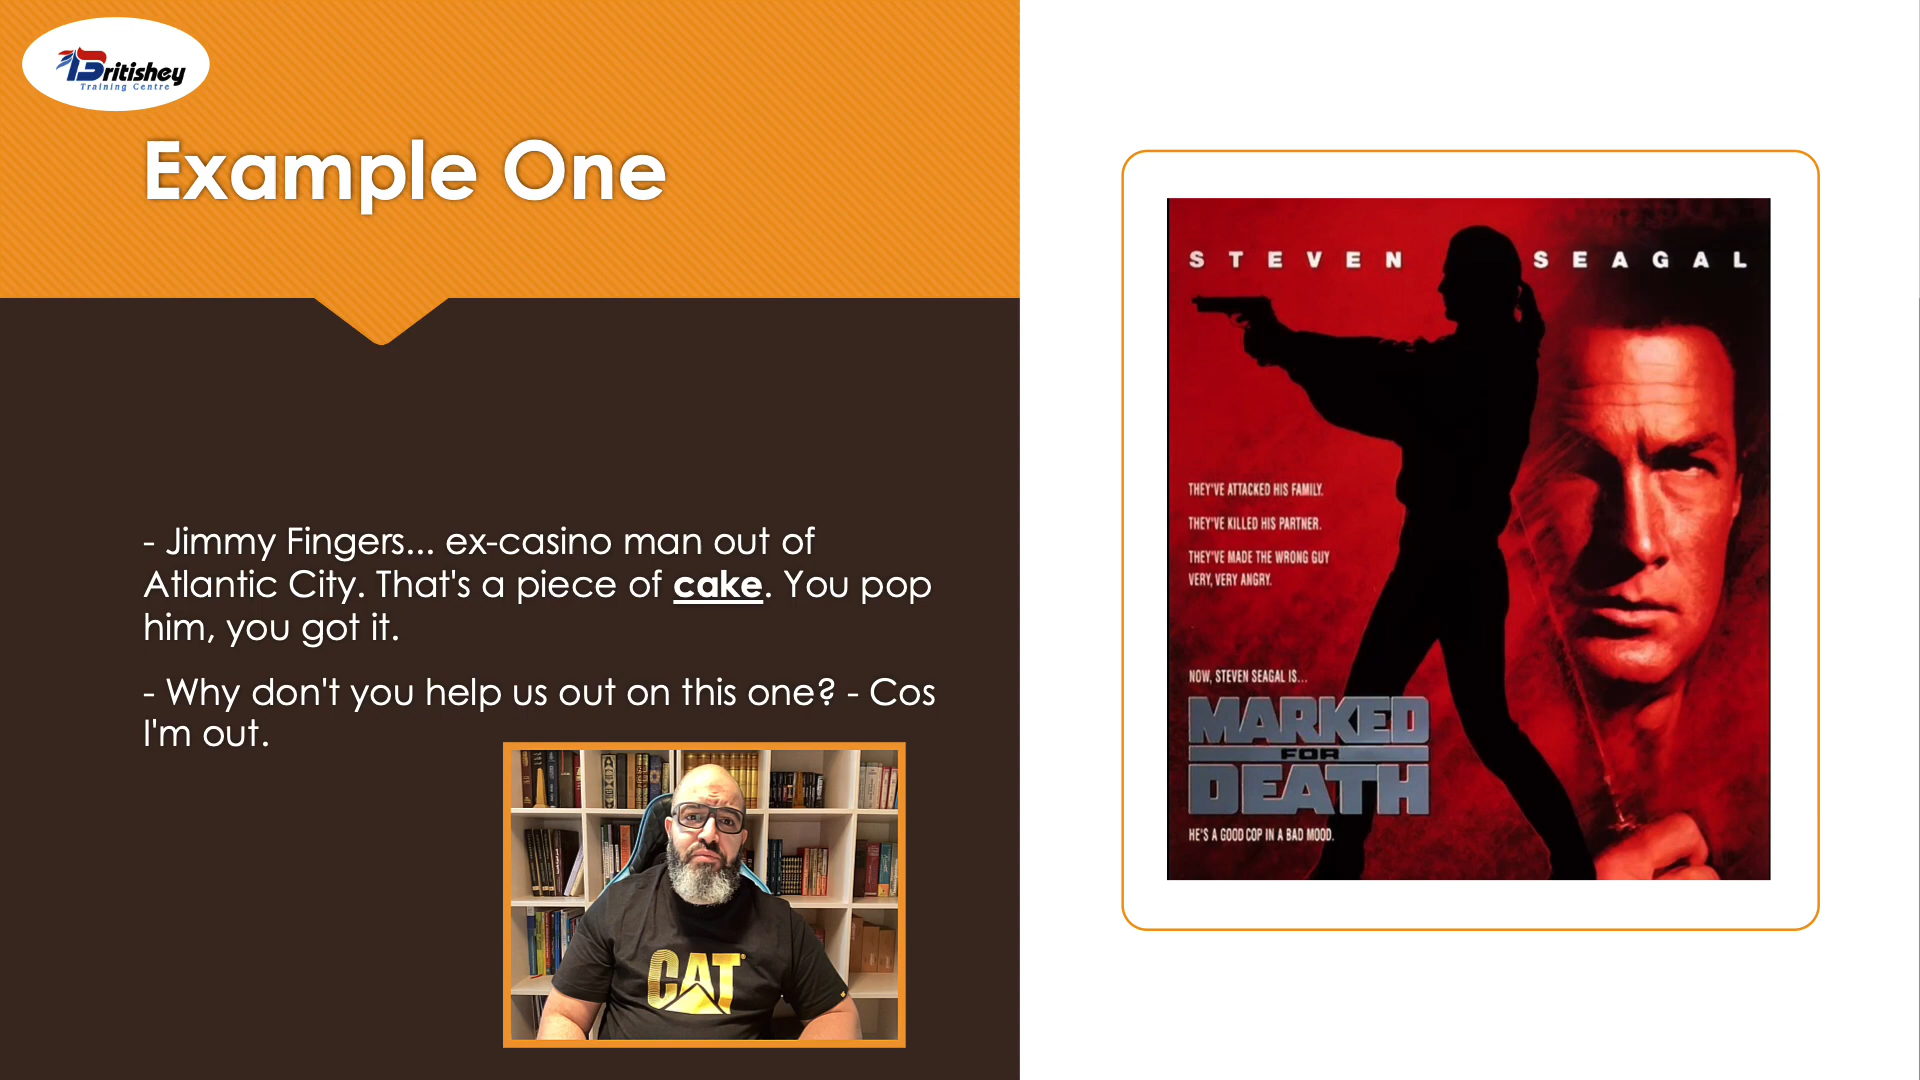 Britishey
Training Centre
Example One
- Jimmy Fingers... ex-casino man out of
Atlantic City. That's a piece of cake. You pop
him, you got it.
- Why don't you help us out on this one? - Cos
I'm out.
CAT
STEVEN SEAGAL
THEY'VE ATTACKED HIS FAMILY.
THEY'VE KILLED HIS PARTNER.
THEY'VE MADE THE WRONG GUY
VERY, VERY ANGRY.
NOW, STEVEN SEAGAL IS...
MARKED
FOR
DEATH
HE'S A GOOD COP IN A BAD MOOD.